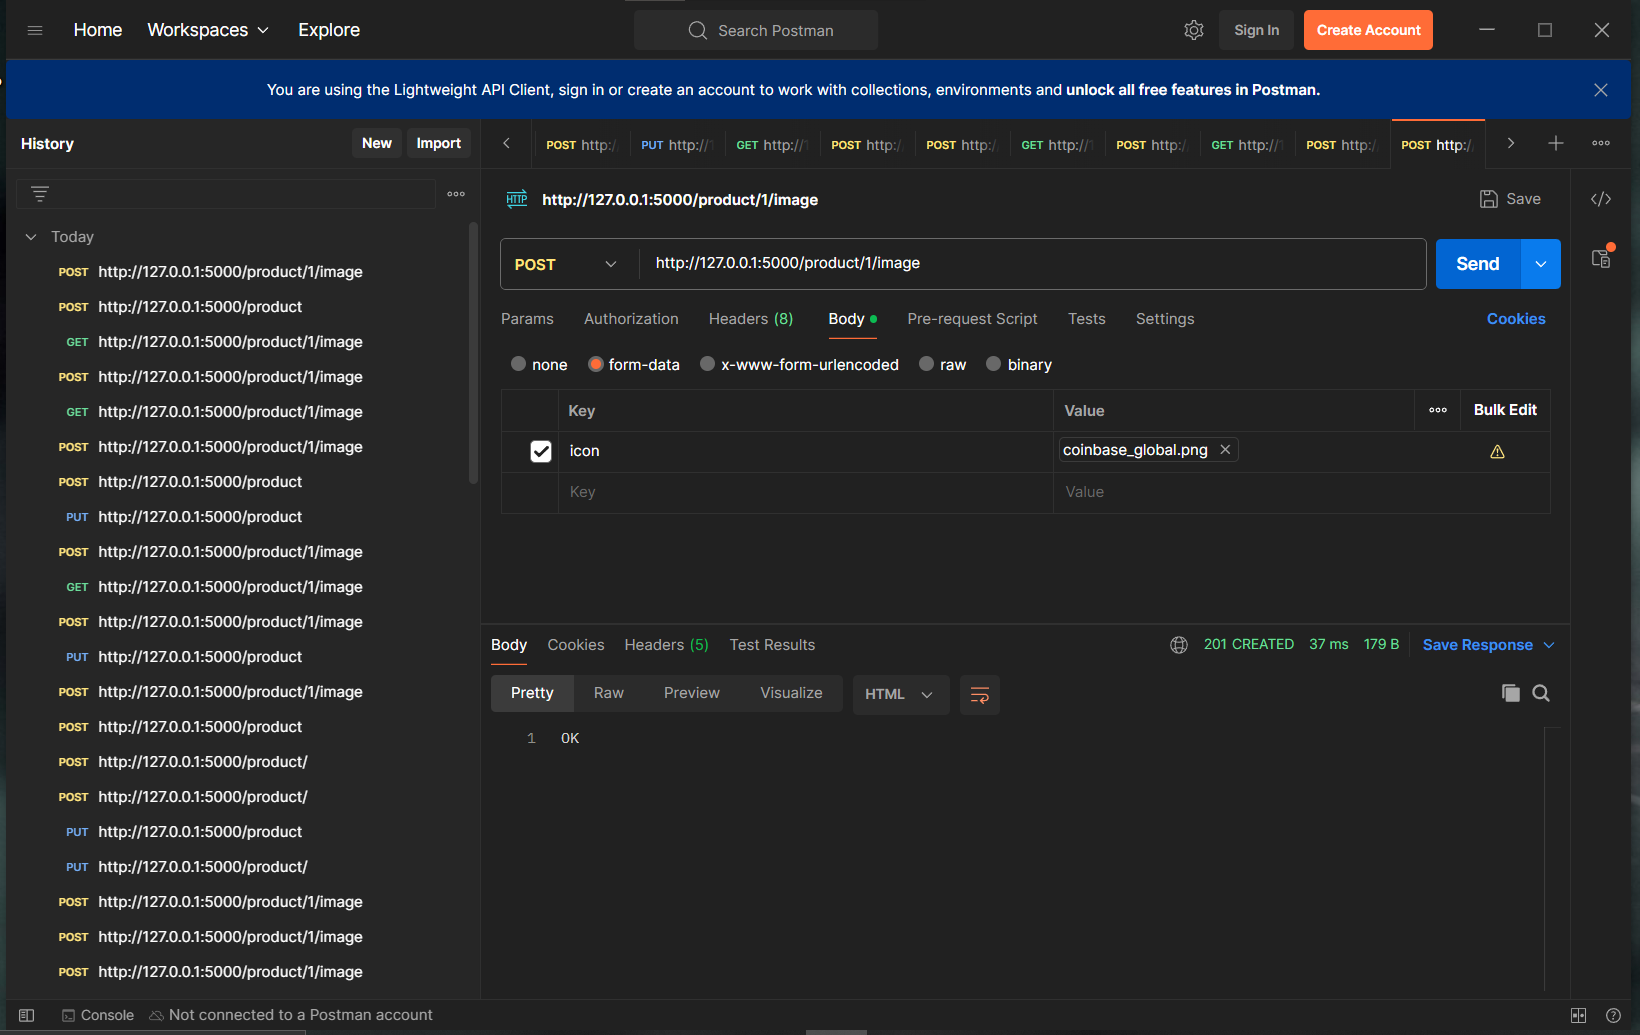 Home Workspaces Explore Search Postman Sign In Create Account
You are using the Lightweight API Client, sign in or create an account to work with collections, environments and unlock all free features in Postman.
History New Import
POST http:/ PUT http://1 GET http://1 POST http:/ POST http:/ GET http://1 POST http:/ GET http://1 POST http:/ POST http:/
HTTP http://127.0.0.1:5000/product/1/image Save </>
Today
POST http://127.0.0.1:5000/product/1/image
POST http://127.0.0.1:5000/product
GET http://127.0.0.1:5000/product/1/image
POST http://127.0.0.1:5000/product/1/image
GET http://127.0.0.1:5000/product/1/image
POST http://127.0.0.1:5000/product/1/image
POST http://127.0.0.1:5000/product
PUT http://127.0.0.1:5000/product
POST http://127.0.0.1:5000/product/1/image
GET http://127.0.0.1:5000/product/1/image
POST http://127.0.0.1:5000/product/1/image
PUT http://127.0.0.1:5000/product
POST http://127.0.0.1:5000/product/1/image
POST http://127.0.0.1:5000/product
POST http://127.0.0.1:5000/product/
POST http://127.0.0.1:5000/product/
PUT http://127.0.0.1:5000/product
PUT http://127.0.0.1:5000/product/
POST http://127.0.0.1:5000/product/1/image
POST http://127.0.0.1:5000/product/1/image
POST http://127.0.0.1:5000/product/1/image
POST http://127.0.0.1:5000/product/1/image Send
Params Authorization Headers (8) Body Pre-request Script Tests Settings Cookies
none form-data x-www-form-urlencoded raw binary
Key Value Bulk Edit
icon coinbase_global.png
Key Value
Body Cookies Headers (5) Test Results 201 CREATED 37 ms 179 B Save Response
Pretty Raw Preview Visualize HTML
1 OK
Console Not connected to a Postman account